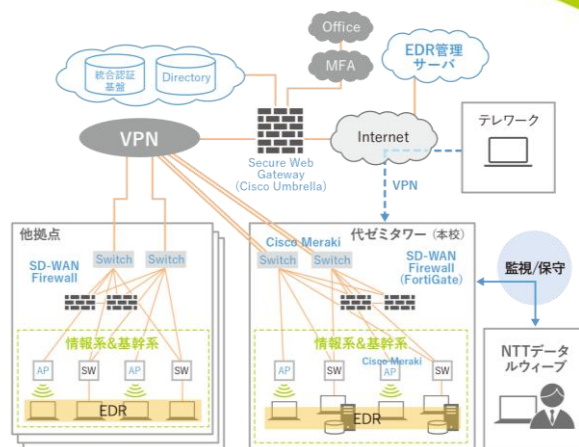 Office
MFA
統合認証
基盤
Directory
EDR管理
サーバ
VPN
Internet
テレワーク
Secure Web
Gateway
(Cisco Umbrella)
VPN
他拠点
代ゼミタワー（本校）
Switch
Switch
SD-WAN
Firewall
Cisco Meraki
Switch
Switch
SD-WAN
Firewall
(FortiGate)
監視/保守
情報系&基幹系
AP
SW
AP
SW
EDR
情報系&基幹系
Cisco Meraki
AP
SW
AP
SW
EDR
NTTデータ
ルウィーブ